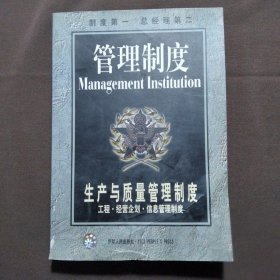 制度第一 总经理第二
管理制度
Management Institution
生产与质量管理制度
工程·经营企划·信息管理制度